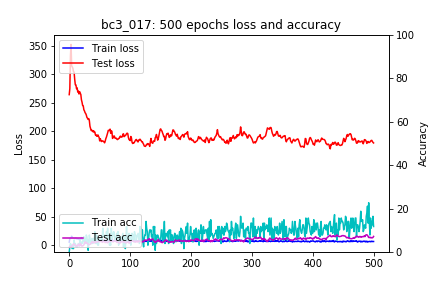 bc3_017: 500 epochs loss and accuracy
350
300
250
200
150
100
50
0
Loss
Train loss
Test loss
Train acc
Test acc
0
100
200
300
400
500
100
80
60
40
20
0
Accuracy